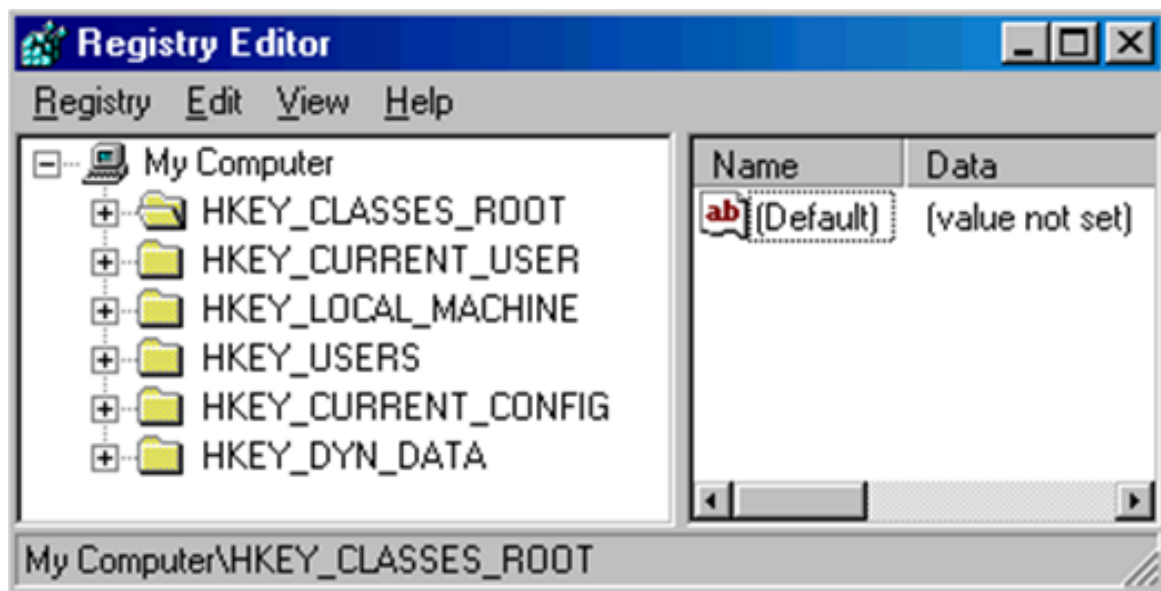 Registry Editor
Registry Edit View Help
My Computer
HKEY_CLASSES_ROOT
HKEY_CURRENT_USER
HKEY_LOCAL_MACHINE
HKEY_USERS
HKEY_CURRENT_CONFIG
HKEY_DYN_DATA
Name Data
ab (Default) (value not set)
My Computer\HKEY_CLASSES_ROOT